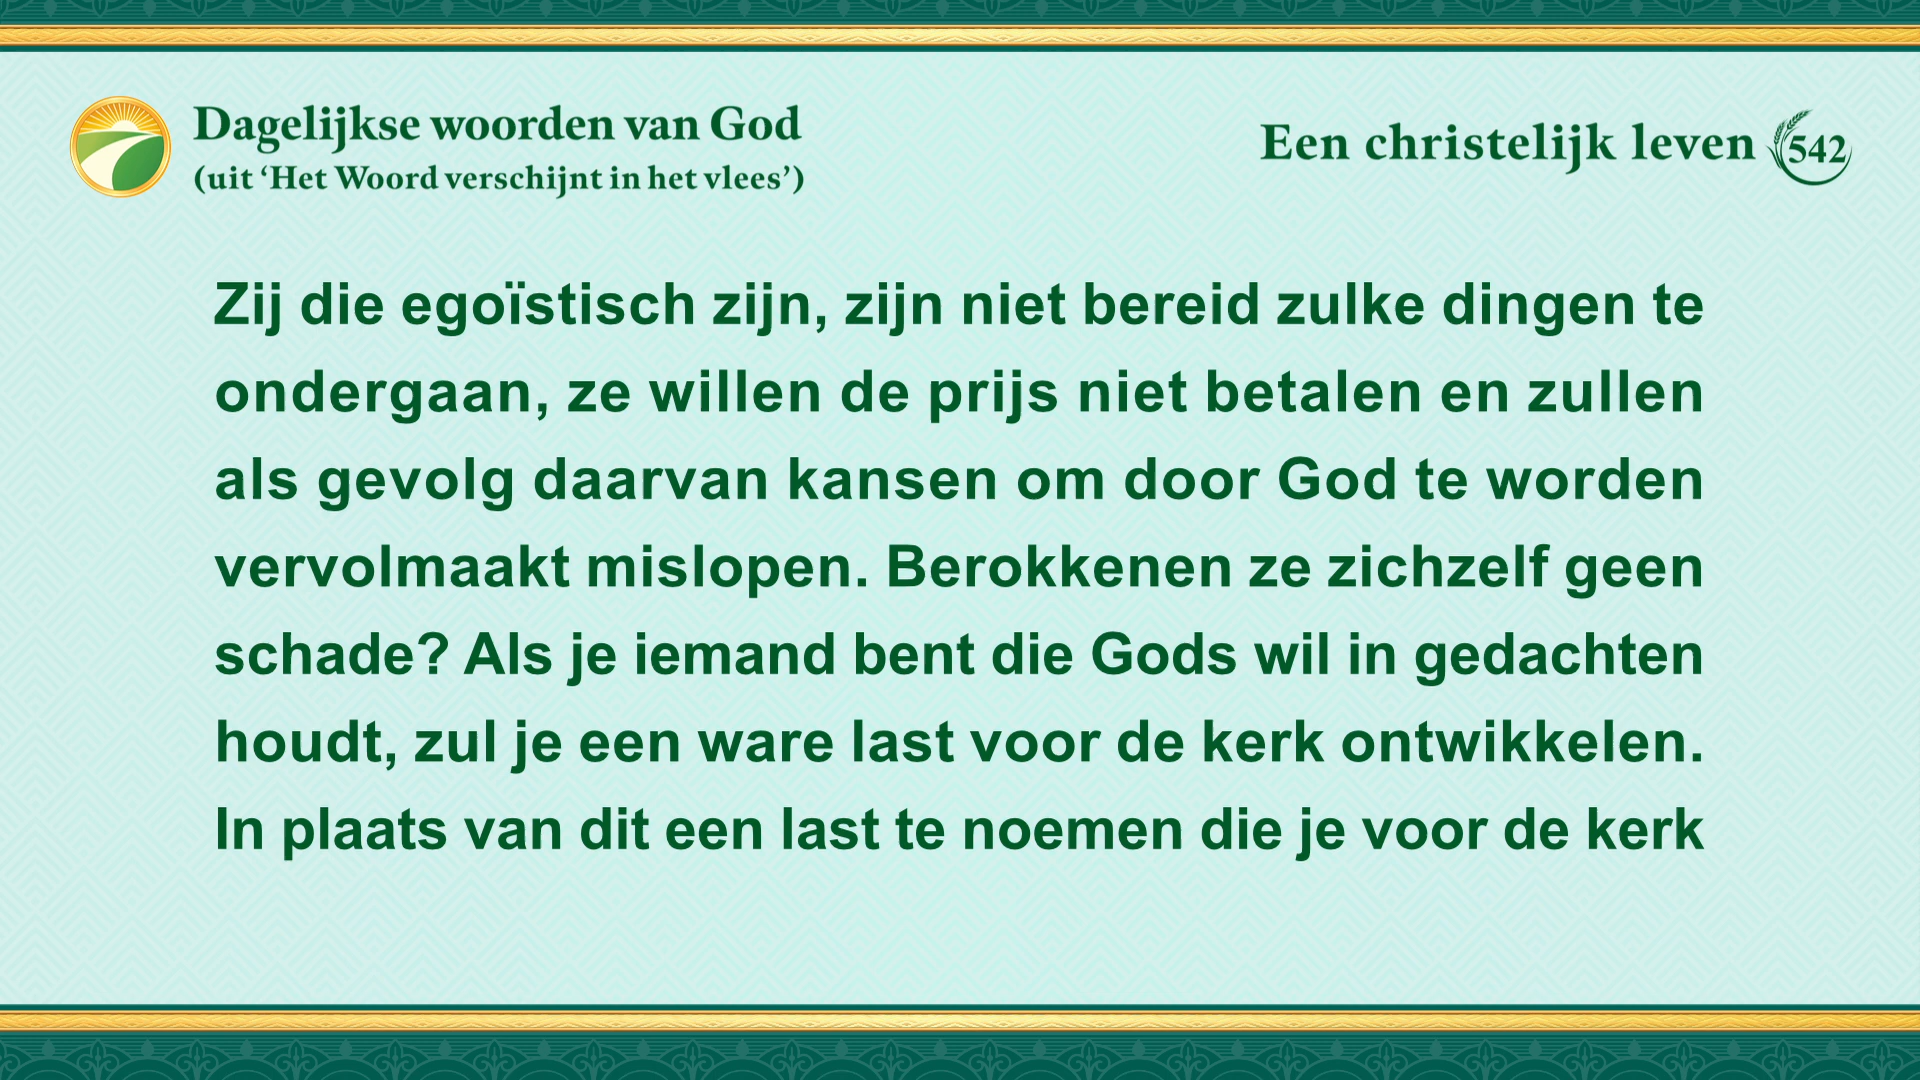 Dagelijkse woorden van God
(uit ‘Het Woord verschijnt in het vlees’)
Een christelijk leven 542
Zij die egoïstisch zijn, zijn niet bereid zulke dingen te
ondergaan, ze willen de prijs niet betalen en zullen
als gevolg daarvan kansen om door God te worden
vervolmaakt mislopen. Berokkenen ze zichzelf geen
schade? Als je iemand bent die Gods wil in gedachten
houdt, zul je een ware last voor de kerk ontwikkelen.
In plaats van dit een last te noemen die je voor de kerk